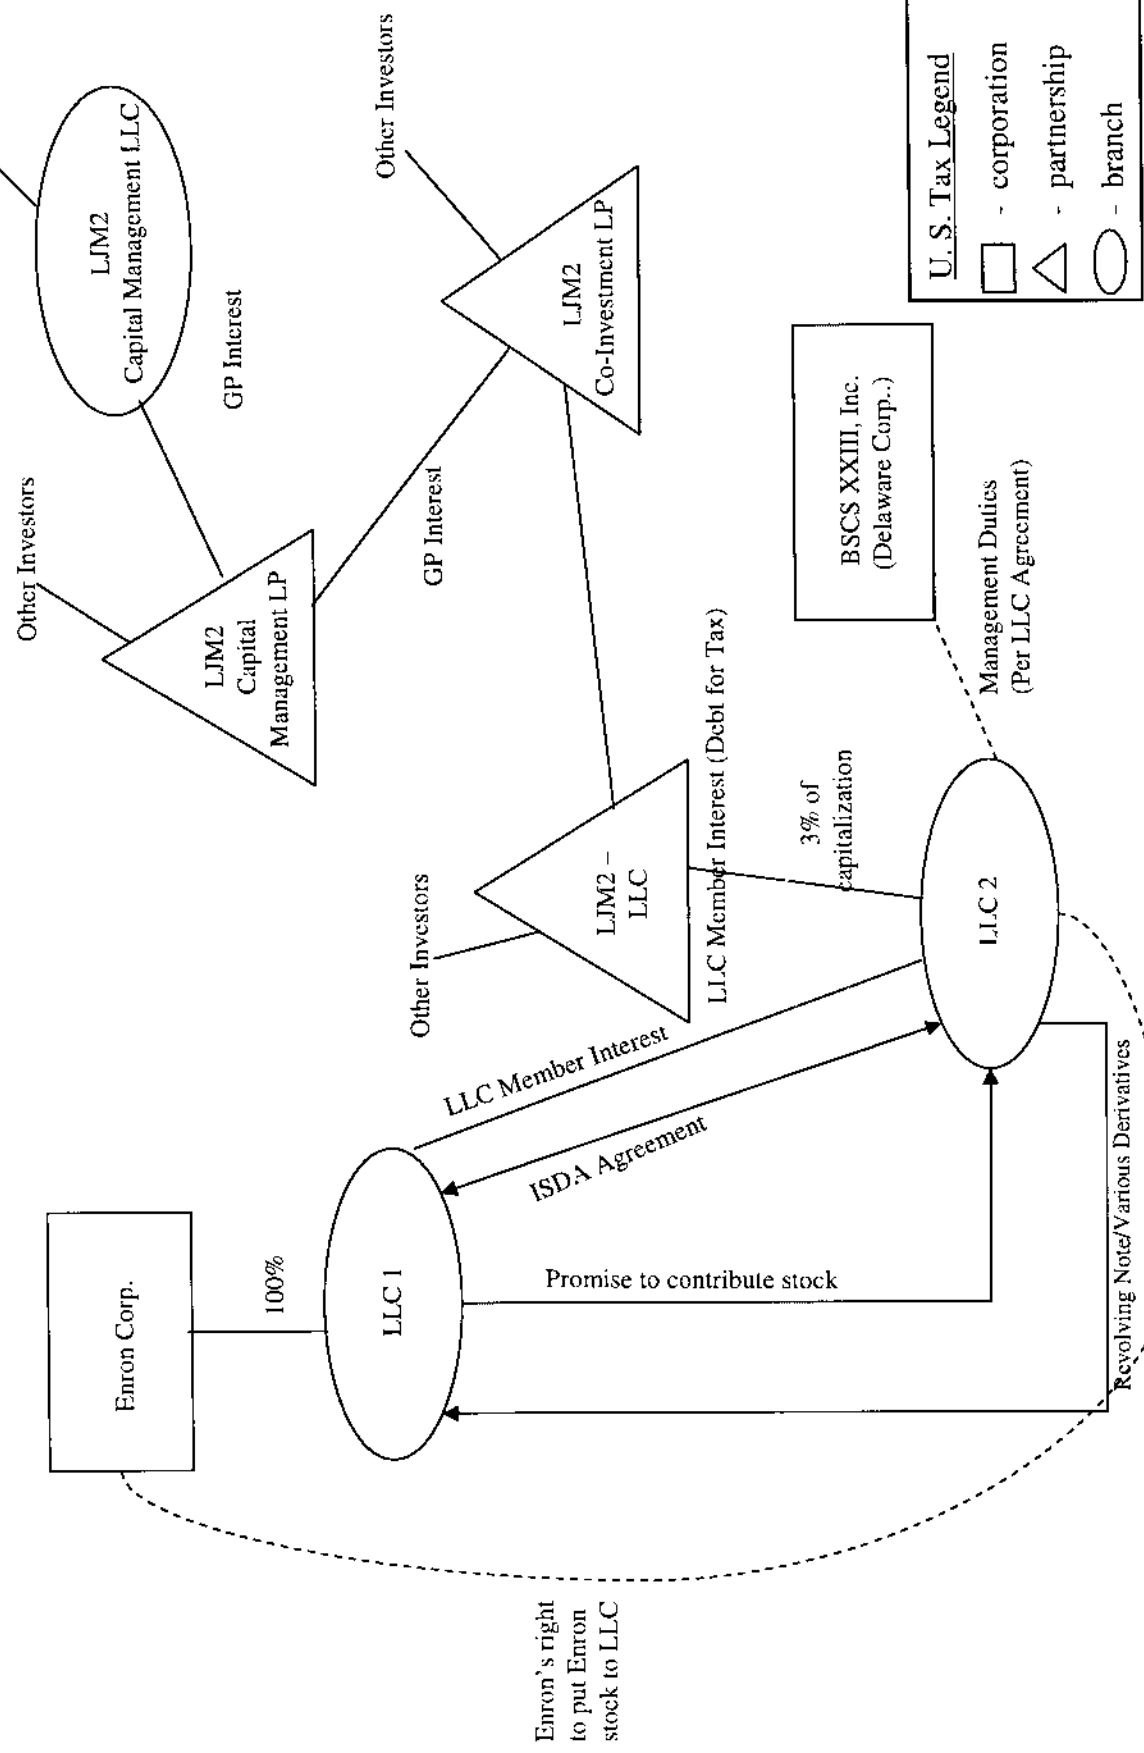 Enron Corp.
100%
LLC 1
Enron's right
to put Enron
stock to LLC
Promise to contribute stock
ISDA Agreement
LLC Member Interest
Revolving Note/Various Derivatives
LLC 2
Other Investors
LJM2 –
LLC
LLC Member Interest (Debt for Tax)
3% of
capitalization
Other Investors
LJM2
Capital
Management LP
GP Interest
LJM2
Capital Management LLC
GP Interest
Other Investors
LJM2
Co-Investment LP
BSCS XXIII, Inc.
(Delaware Corp..)
Management Duties
(Per LLC Agreement)
U. S. Tax Legend
- corporation
- partnership
– branch